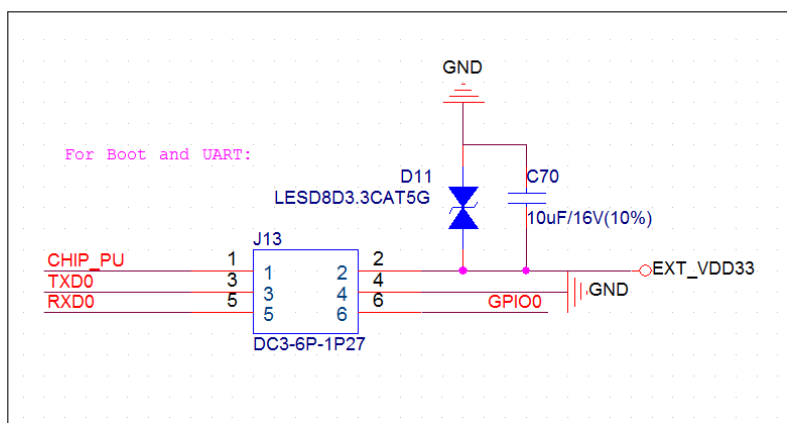 GND
For Boot and UART:
D11
LESD8D3.3CAT5G
C70
10uF/16V(10%)
J13
CHIP_PU 1 1 2 2 EXT_VDD33
TXD0 3 3 4 4 GND
RXD0 5 5 6 6 GPIO0
DC3-6P-1P27